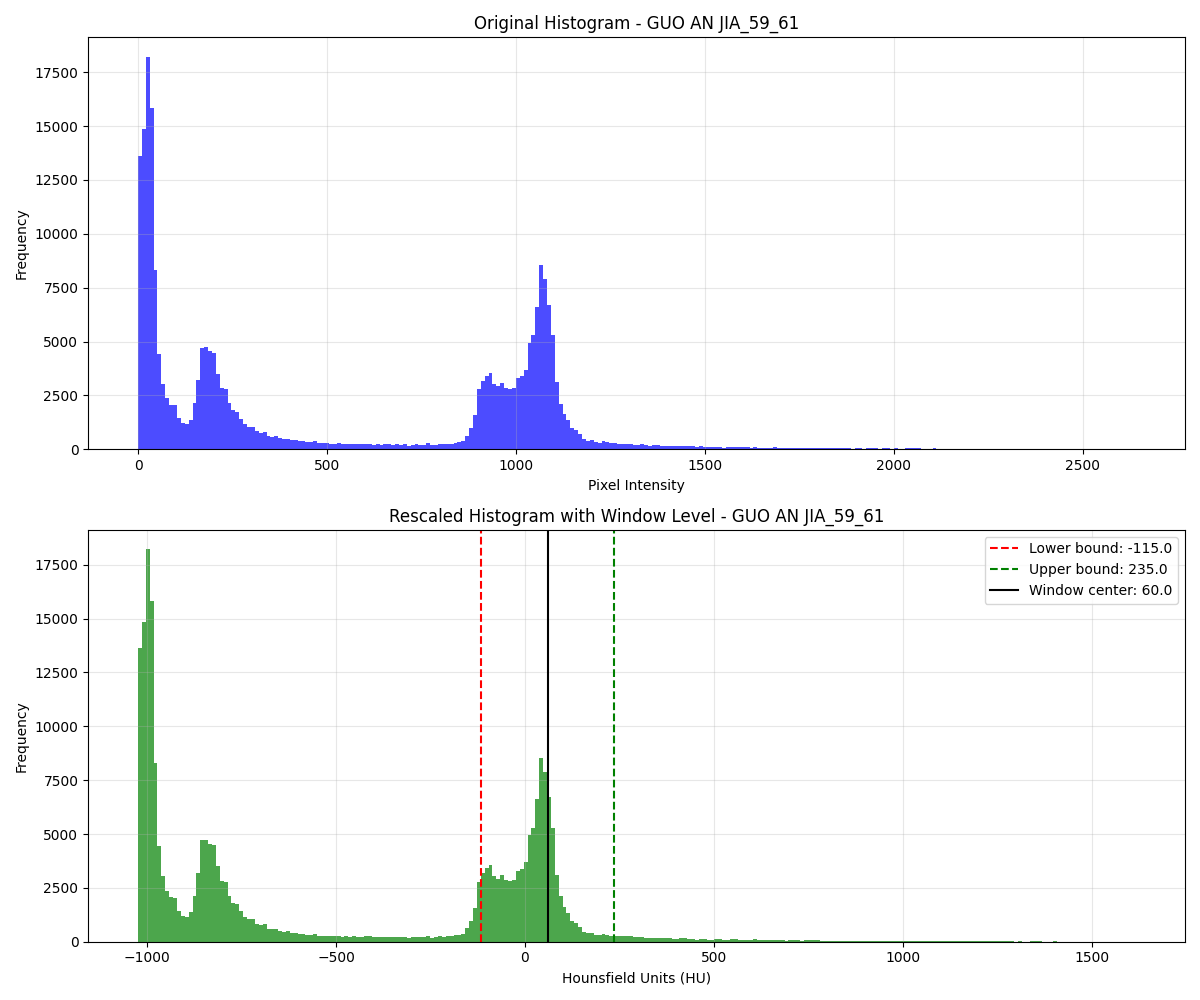 Original Histogram - GUO AN JIA_59_61
17500
15000
12500
10000
7500
5000
2500
0
Frequency
0 500 1000 1500 2000 2500
Pixel Intensity
Rescaled Histogram with Window Level - GUO AN JIA_59_61
17500
15000
12500
10000
7500
5000
2500
0
Frequency
Lower bound: -115.0
Upper bound: 235.0
Window center: 60.0
−1000 −500 0 500 1000 1500
Hounsfield Units (HU)